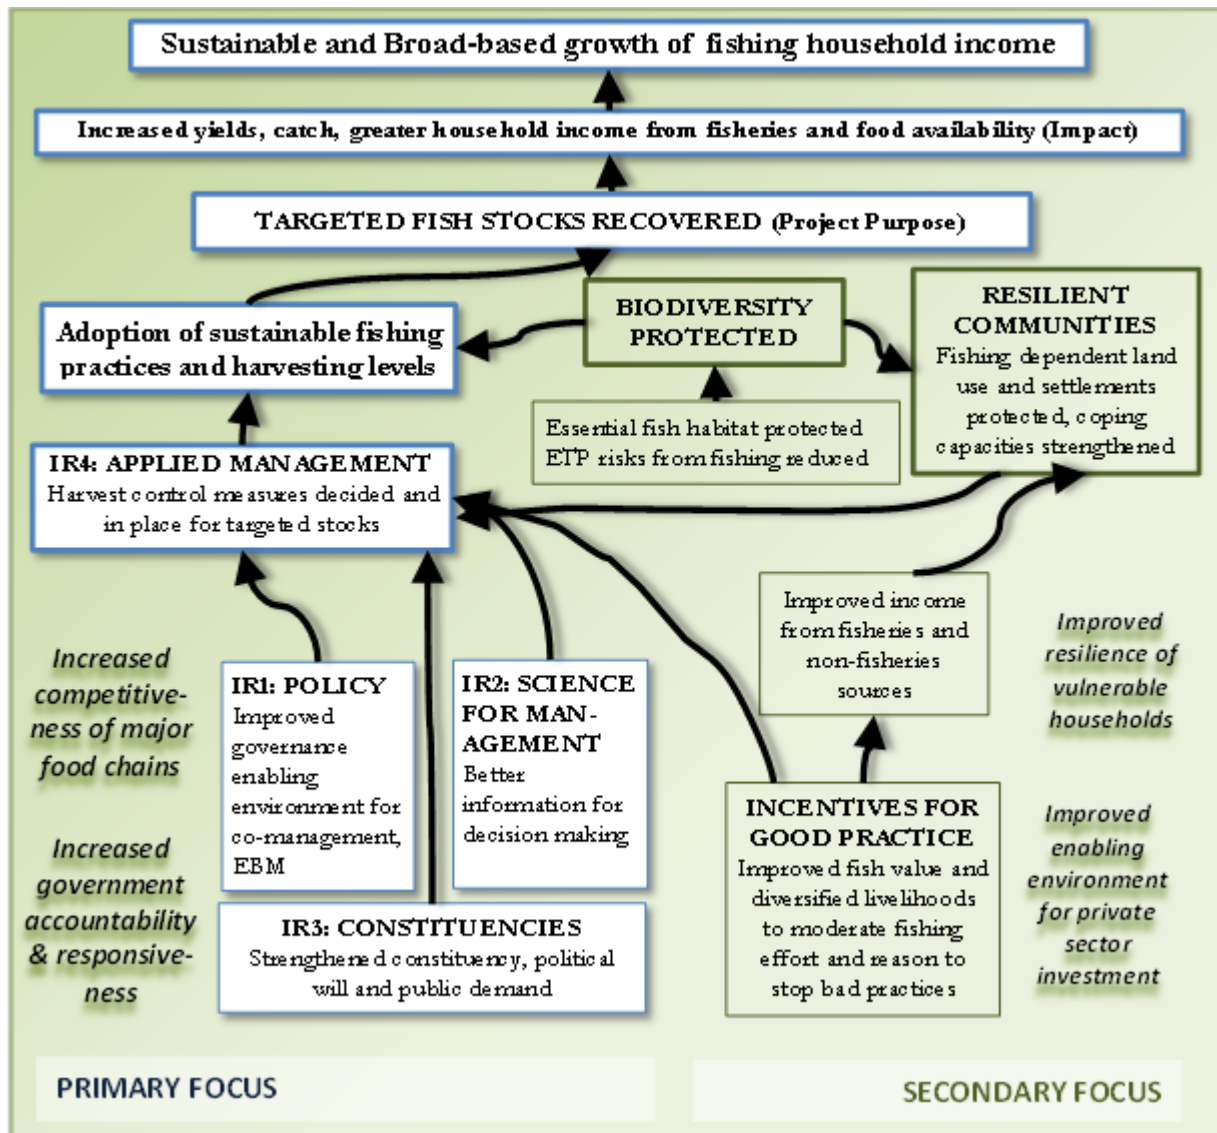 Sustainable and Broad-based growth of fishing household income
Increased yields, catch, greater household income from fisheries and food availability (Impact)
TARGETED FISH STOCKS RECOVERED (Project Purpose)
Adoption of sustainable fishing
practices and harvesting levels
BIODIVERSITY
PROTECTED
RESILIENT
COMMUNITIES
Fishing dependent land
use and settlements
protected, coping
capacities strengthened
Essential fish habitat protected
ETP risks from fishing reduced
IR4: APPLIED MANAGEMENT
Harvest control measures decided and
in place for targeted stocks
Improved income
from fisheries and
non-fisheries
sources
Improved
resilience of
vulnerable
households
Increased
competitive-
ness of major
food chains
IR1: POLICY
Improved
governance
enabling
environment for
co-management,
EBM
IR2: SCIENCE
FOR MAN-
AGEMENT
Better
information for
decision making
INCENTIVES FOR
GOOD PRACTICE
Improved fish value and
diversified livelihoods
to moderate fishing
effort and reason to
stop bad practices
Improved
enabling
environment
for private
sector
investment
Increased
government
accountability
& responsive-
ness
IR3: CONSTITUENCIES
Strengthened constituency, political
will and public demand
PRIMARY FOCUS
SECONDARY FOCUS